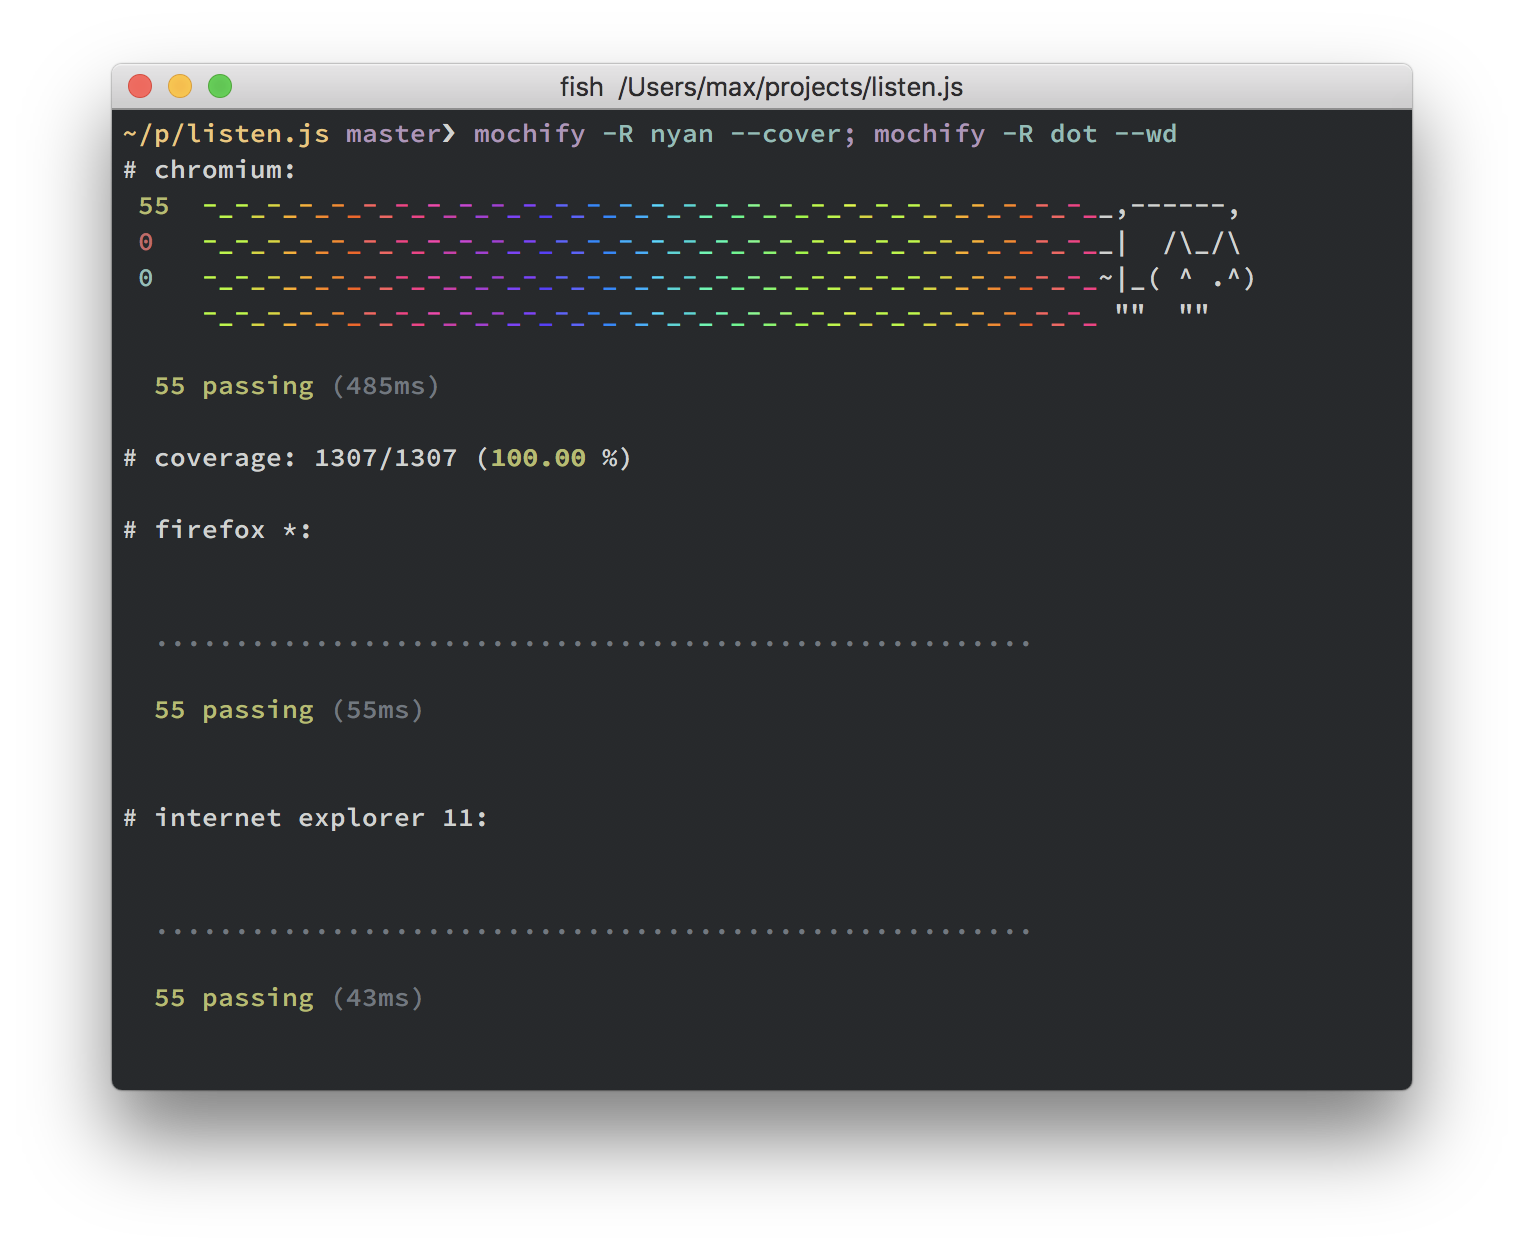 fish  /Users/max/projects/listen.js
~/p/listen.js master❯ mochify -R nyan --cover; mochify -R dot --wd
# chromium:
 55  -_-_-_-_-_-_-_-_-_-_-_-_-_-_-_-_-_-_-_-_-_-_-_-_-_-_-_-__,------,
 0   -_-_-_-_-_-_-_-_-_-_-_-_-_-_-_-_-_-_-_-_-_-_-_-_-_-_-_-__|  /\_/\
 0   -_-_-_-_-_-_-_-_-_-_-_-_-_-_-_-_-_-_-_-_-_-_-_-_-_-_-_-_~|_( ^ .^)
     -_-_-_-_-_-_-_-_-_-_-_-_-_-_-_-_-_-_-_-_-_-_-_-_-_-_-_-_ ""  ""
  55 passing (485ms)
# coverage: 1307/1307 (100.00 %)
# firefox *:
  ․․․․․․․․․․․․․․․․․․․․․․․․․․․․․․․․․․․․․․․․․․․․․․․․․․․․․․․
  55 passing (55ms)
# internet explorer 11:
  ․․․․․․․․․․․․․․․․․․․․․․․․․․․․․․․․․․․․․․․․․․․․․․․․․․․․․․
  55 passing (43ms)